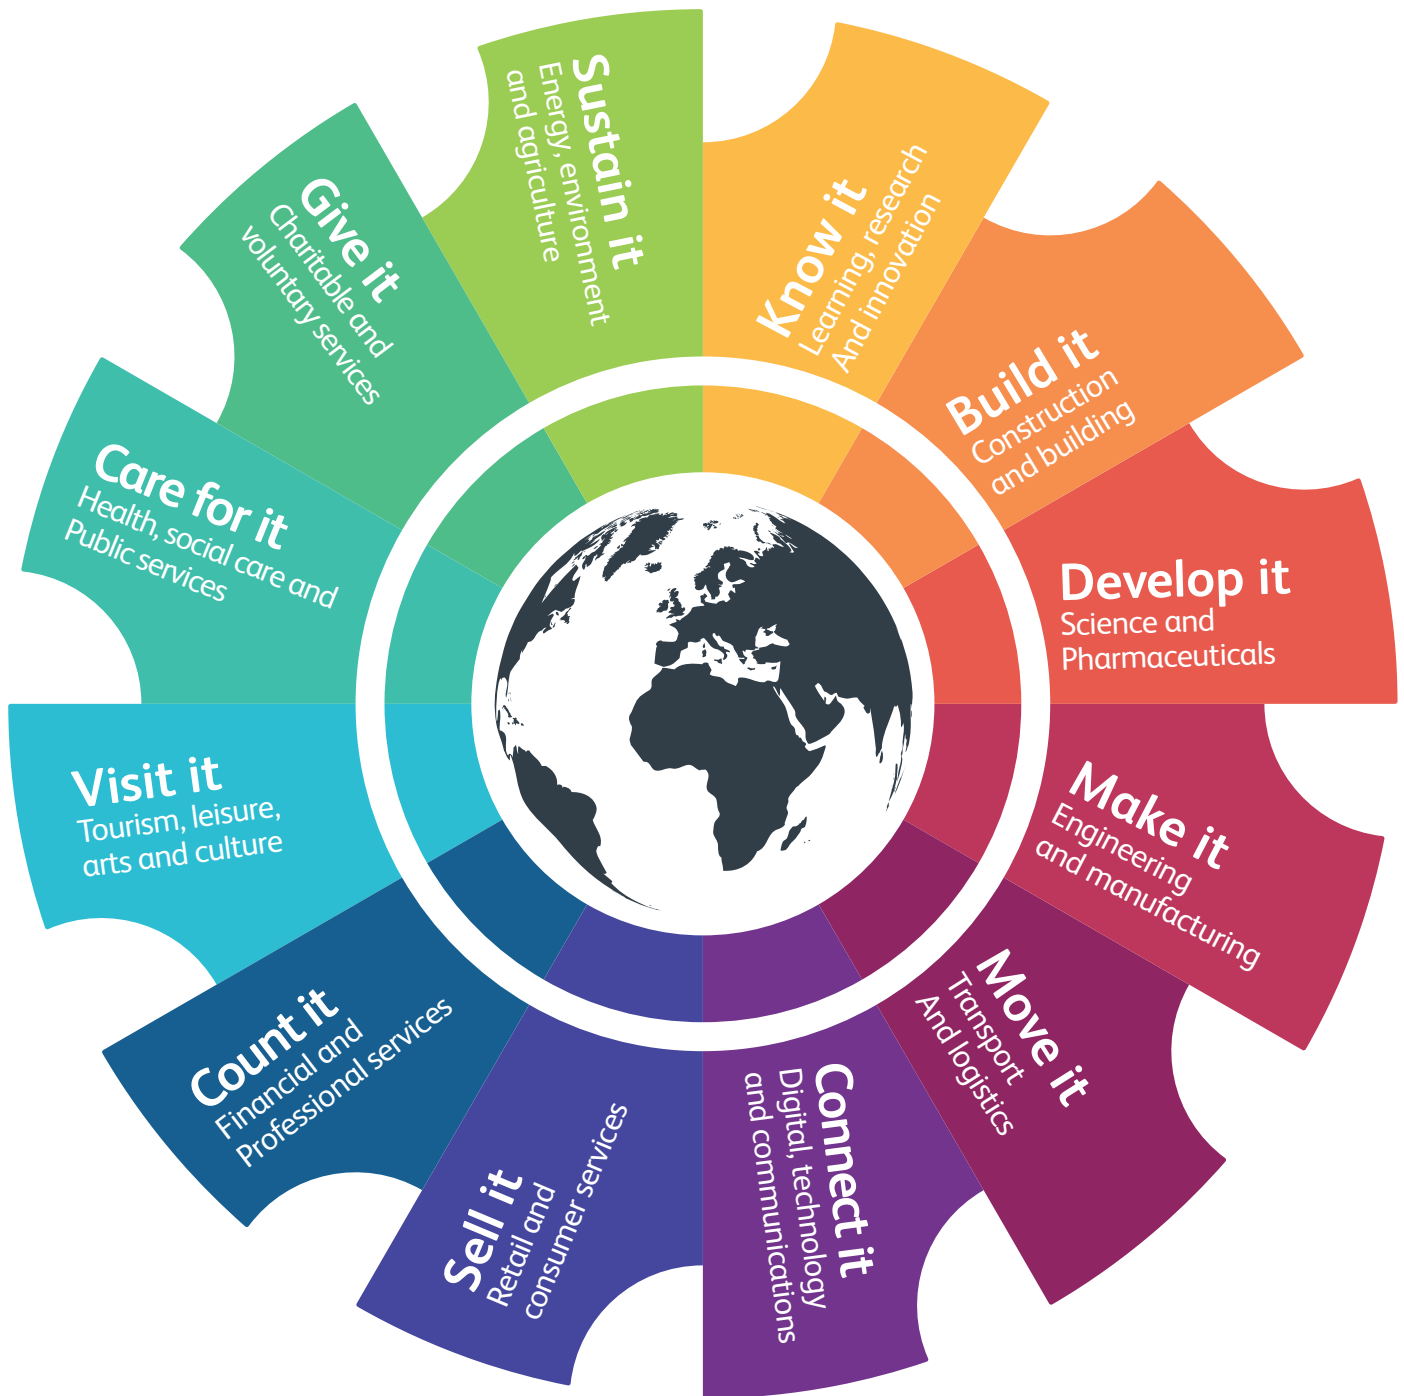 Know it
Learning, research
And innovation
Build it
Construction
and building
Develop it
Science and
Pharmaceuticals
Make it
Engineering
and manufacturing
Move it
Transport
And logistics
Connect it
Digital, technology
and communications
Sell it
Retail and
consumer services
Count it
Financial and
Professional services
Visit it
Tourism, leisure,
arts and culture
Care for it
Health, social care and
Public services
Give it
Charitable and
voluntary services
Sustain it
Energy, environment
and agriculture